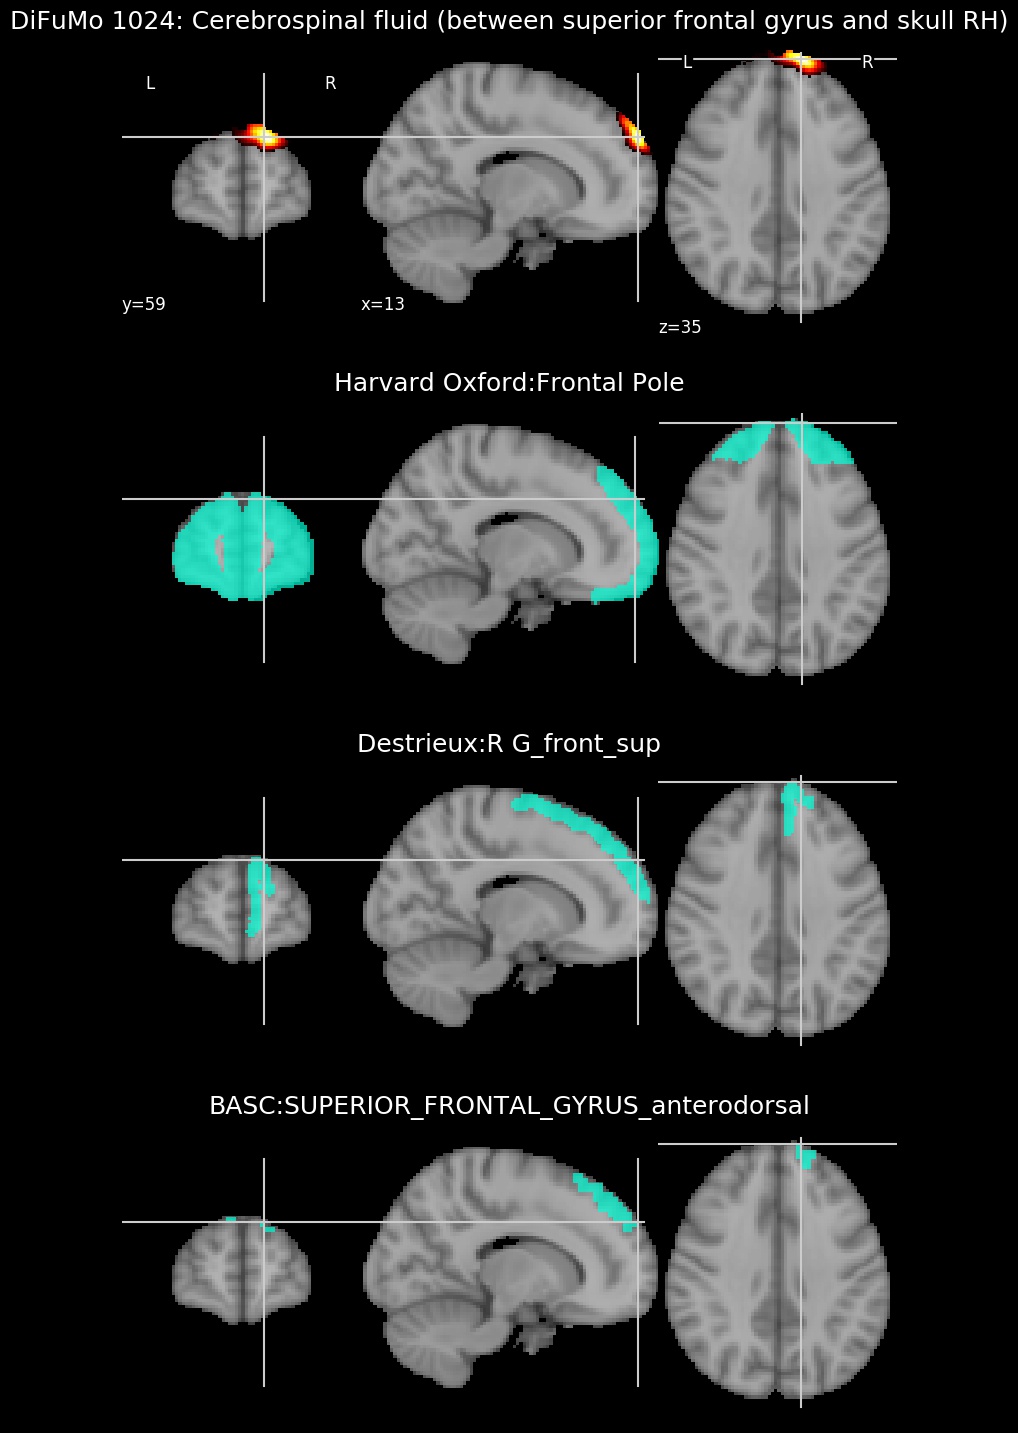 DiFuMo 1024: Cerebrospinal fluid (between superior frontal gyrus and skull RH)
L R L R
y=59 x=13 z=35
Harvard Oxford:Frontal Pole
Destrieux:R G_front_sup
BASC:SUPERIOR_FRONTAL_GYRUS_anterodorsal